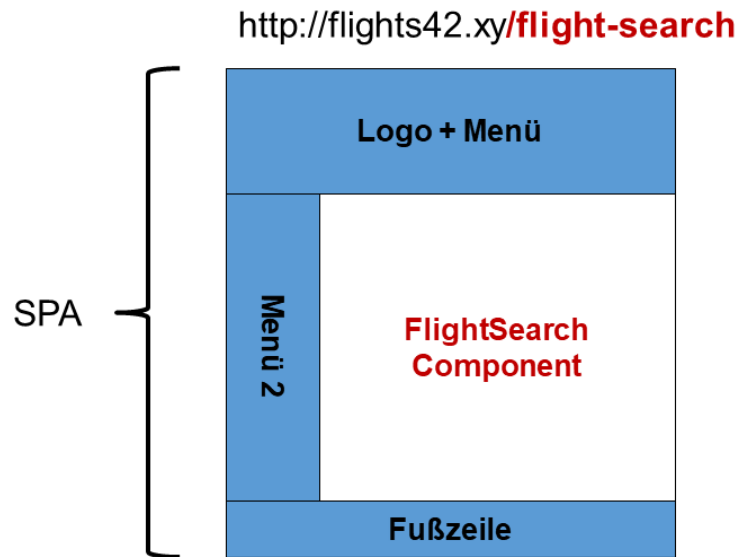 http://flights42.xy/flight-search
Logo + Menü
SPA
Menü 2
FlightSearch
Component
Fußzeile